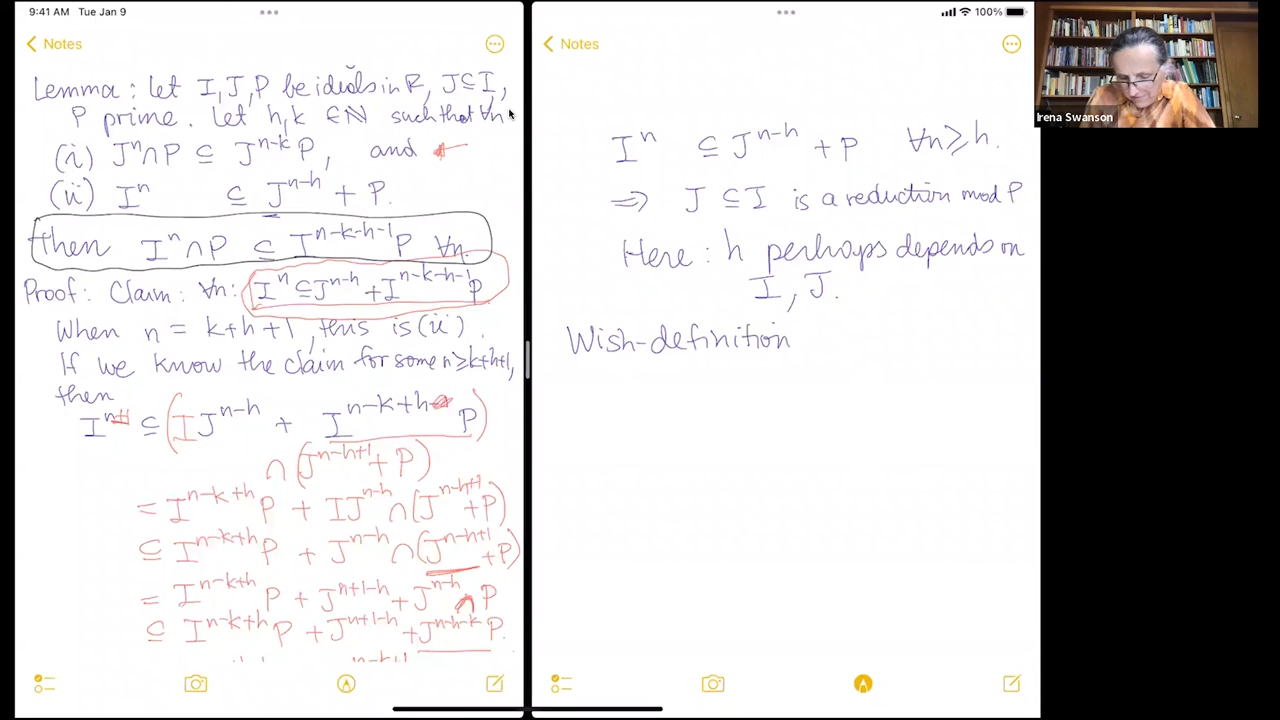 9:41 AM Tue Jan 9
Notes
Lemma: Let I, J, P be ideals in R, J ⊆ I,
P prime. Let h, k ∈ ℕ such that ∀n
(i) J^n ∩ P ⊆ J^{n-k} P, and
(ii) I^n ⊆ J^{n-h} + P.
then I^n ∩ P ⊆ I^{n-k-h-1} P ∀n.
Proof: Claim: ∀n: I^n ⊆ J^{n-h} + I^{n-k-h-1} P
When n = k+h+1, this is (ii).
If we know the claim for some n ≥ k+h+1,
then
I^{n+1} ⊆ (I J^{n-h} + I^{n-k+h} P)
∩ (J^{n-h+1} + P)
= I^{n-k+h} P + I J^{n-h} ∩ (J^{n-h+1} + P)
⊆ I^{n-k+h} P + J^{n-h} ∩ (J^{n-h+1} + P)
= I^{n-k+h} P + J^{n+1-h} + J^{n-h} ∩ P
⊆ I^{n-k+h} P + J^{n+1-h} + J^{n-h-k} P.
100%
Notes
I^n ⊆ J^{n-h} + P ∀n ≥ h.
⇒ J ⊆ I is a reduction mod P
Here: h perhaps depends on
I, J.
Wish-definition
Irena Swanson